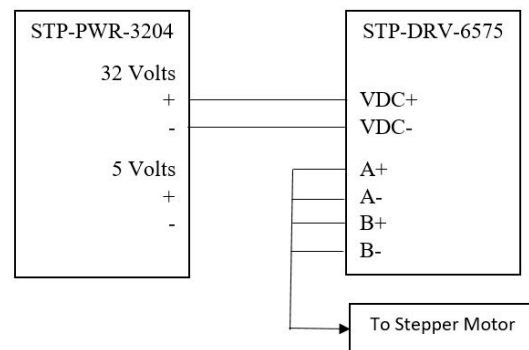 STP-PWR-3204
32 Volts
+
-
5 Volts
+
-
STP-DRV-6575
VDC+
VDC-
A+
A-
B+
B-
To Stepper Motor